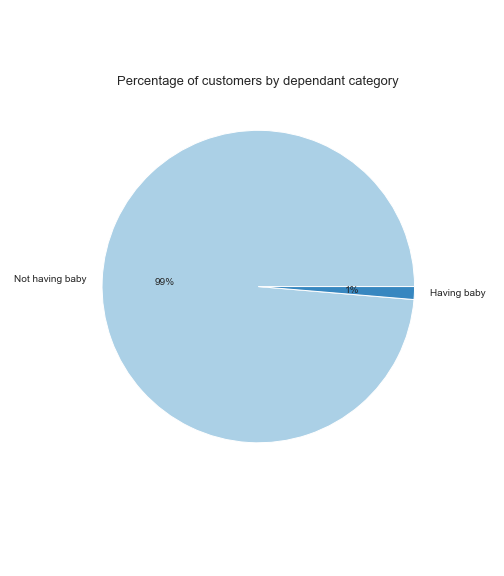 Percentage of customers by dependant category
99%
Not having baby
1%
Having baby